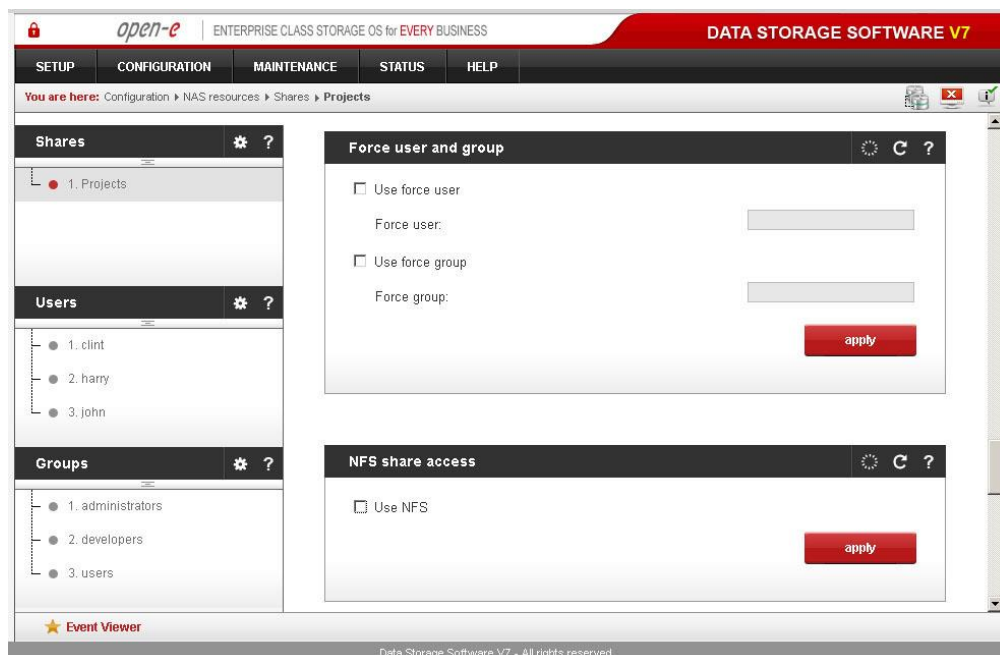 open-e ENTERPRISE CLASS STORAGE OS for EVERY BUSINESS DATA STORAGE SOFTWARE V7
SETUP CONFIGURATION MAINTENANCE STATUS HELP
You are here: Configuration NAS resources Shares Projects
Shares ?
1. Projects
Users ?
1. clint
2. harry
3. john
Groups ?
1. administrators
2. developers
3. users
Force user and group ?
Use force user
Force user:
Use force group
Force group:
apply
NFS share access ?
Use NFS
apply
Event Viewer
Data Storage Software V7 - All rights reserved